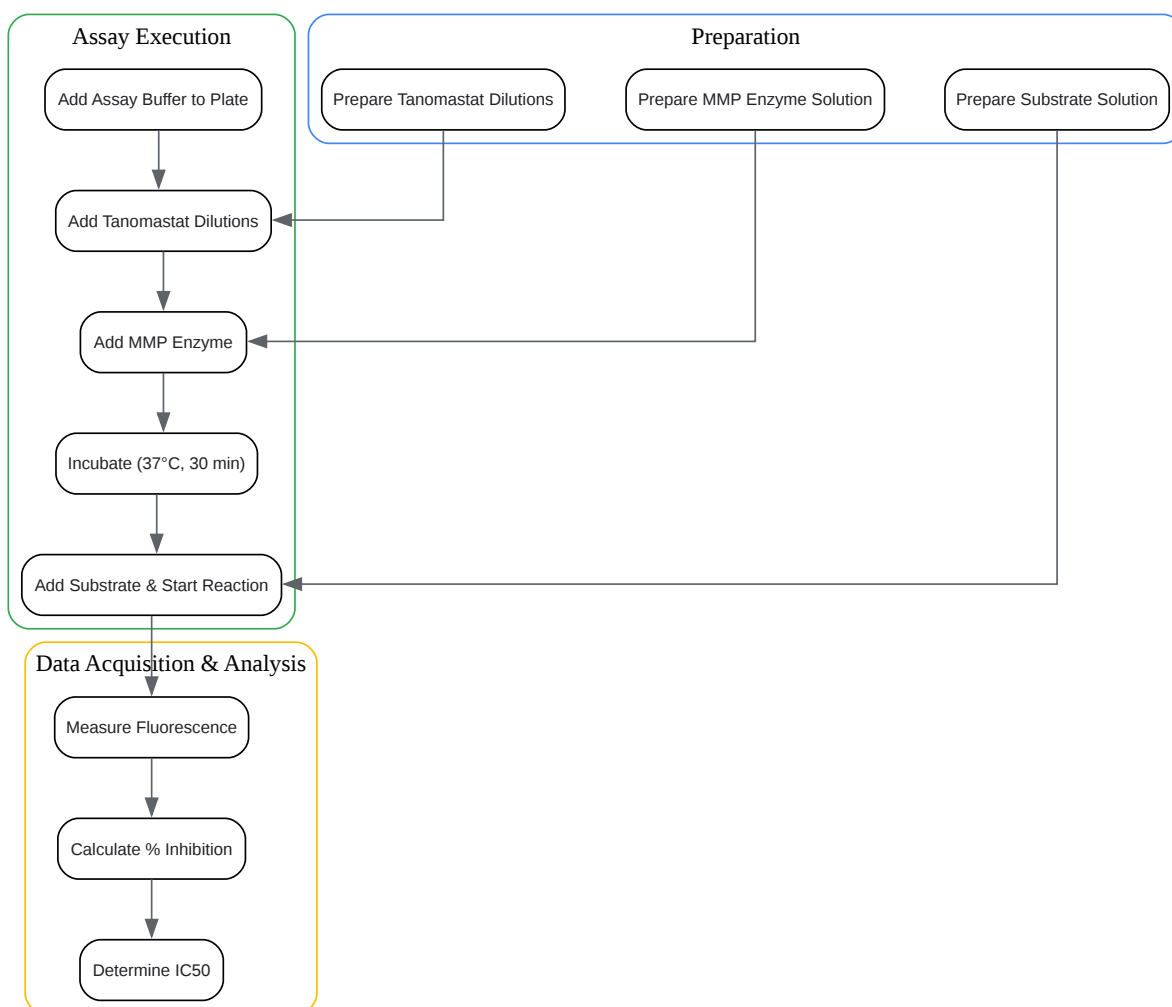 Assay Execution
Preparation
Add Assay Buffer to Plate
Prepare Tanomastat Dilutions
Prepare MMP Enzyme Solution
Prepare Substrate Solution
Add Tanomastat Dilutions
Add MMP Enzyme
Incubate (37°C, 30 min)
Add Substrate & Start Reaction
Data Acquisition & Analysis
Measure Fluorescence
Calculate % Inhibition
Determine IC50